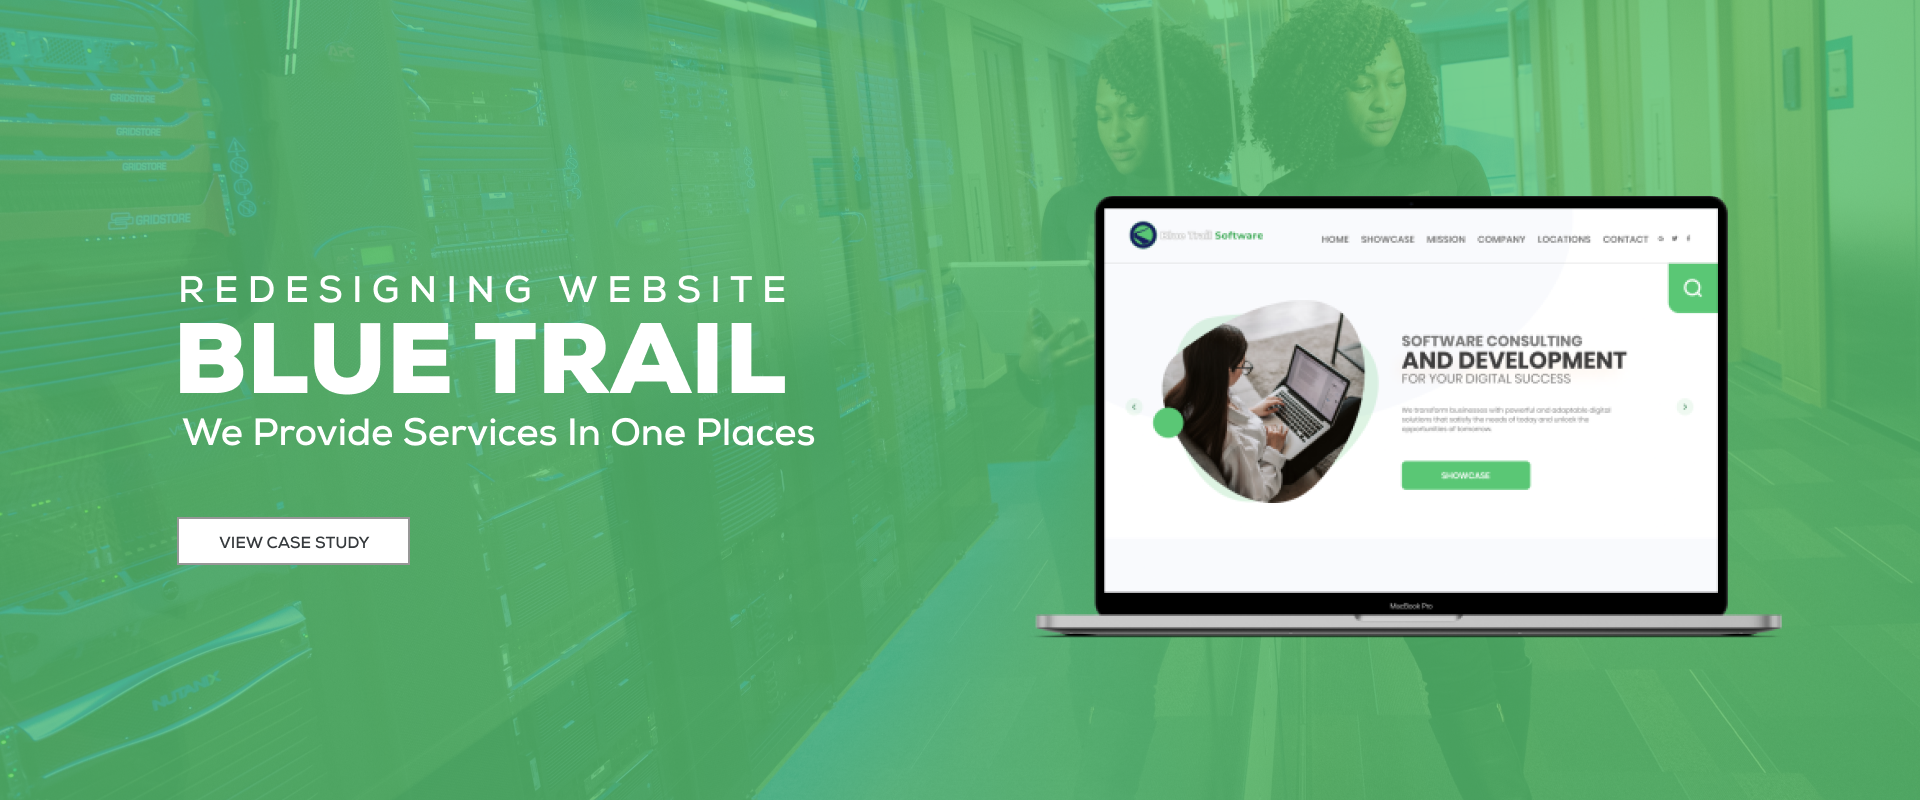 GRIDSTORE
GRIDSTORE
GRIDSTORE
GRIDSTORE
NUTANIX
REDESIGNING WEBSITE
BLUE TRAIL
We Provide Services In One Places
VIEW CASE STUDY
Blue Trail Software
HOME SHOWCASE MISSION COMPANY LOCATIONS CONTACT
SOFTWARE CONSULTING
AND DEVELOPMENT
FOR YOUR DIGITAL SUCCESS
We transform businesses with powerful and adaptable digital
solutions that satisfy the needs of today and unlock the
opportunities of tomorrow.
SHOWCASE
MacBook Pro